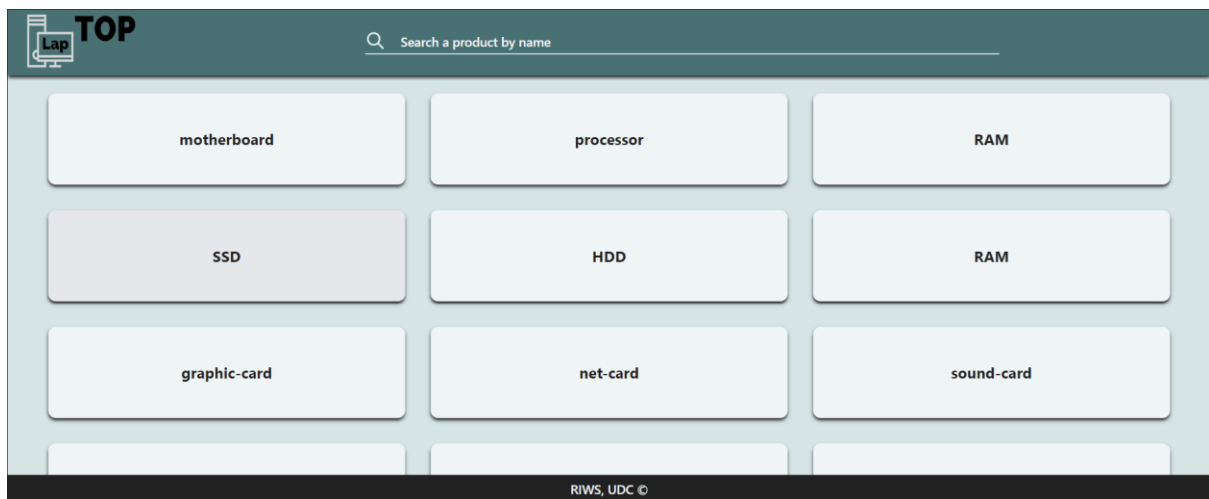 Lap TOP
Search a product by name
motherboard
processor
RAM
SSD
HDD
RAM
graphic-card
net-card
sound-card
RIWS, UDC ©